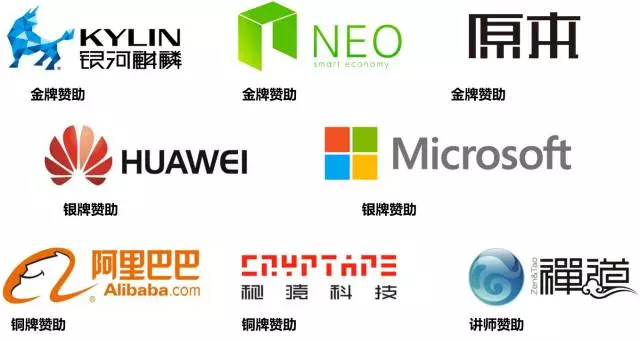 KYLIN
银河麒麟
金牌赞助
NEO
smart economy
金牌赞助
原本
金牌赞助
HUAWEI
银牌赞助
Microsoft
银牌赞助
阿里巴巴
Alibaba.com
铜牌赞助
CRYPTAPE
秘猿科技
铜牌赞助
Zen&Tao
禪道
讲师赞助